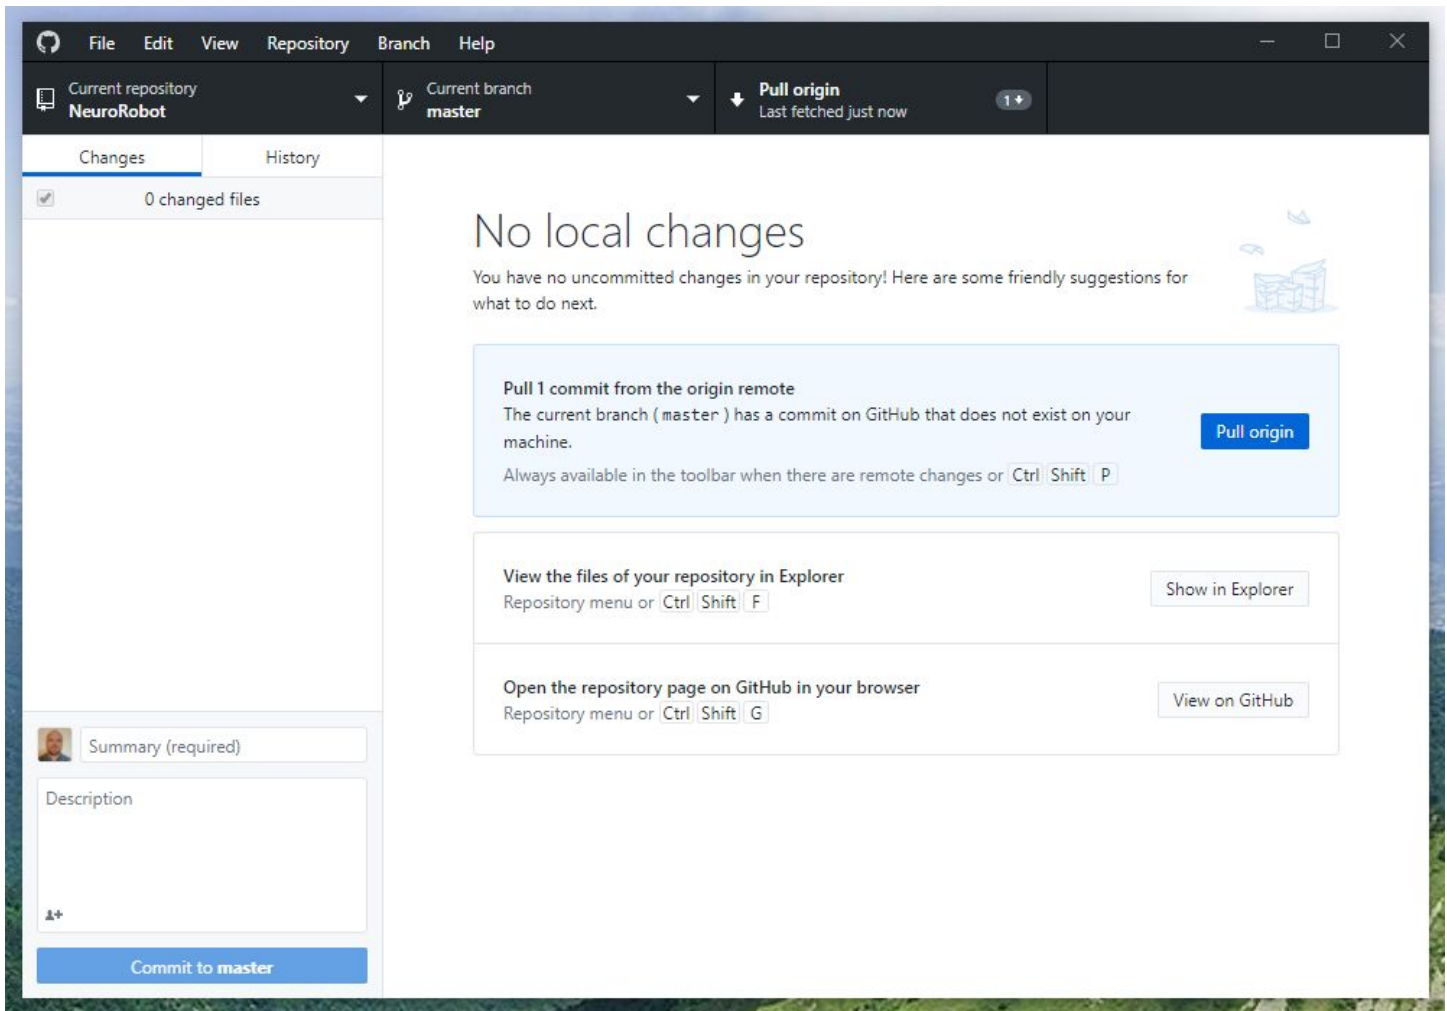 File Edit View Repository Branch Help
Current repository
NeuroRobot
Current branch
master
Pull origin
Last fetched just now
1
Changes History
0 changed files
No local changes
You have no uncommitted changes in your repository! Here are some friendly suggestions for
what to do next.
Pull 1 commit from the origin remote
The current branch (master) has a commit on GitHub that does not exist on your
machine.
Always available in the toolbar when there are remote changes or Ctrl Shift P
Pull origin
View the files of your repository in Explorer
Repository menu or Ctrl Shift F
Show in Explorer
Open the repository page on GitHub in your browser
Repository menu or Ctrl Shift G
View on GitHub
Summary (required)
Description
Commit to master